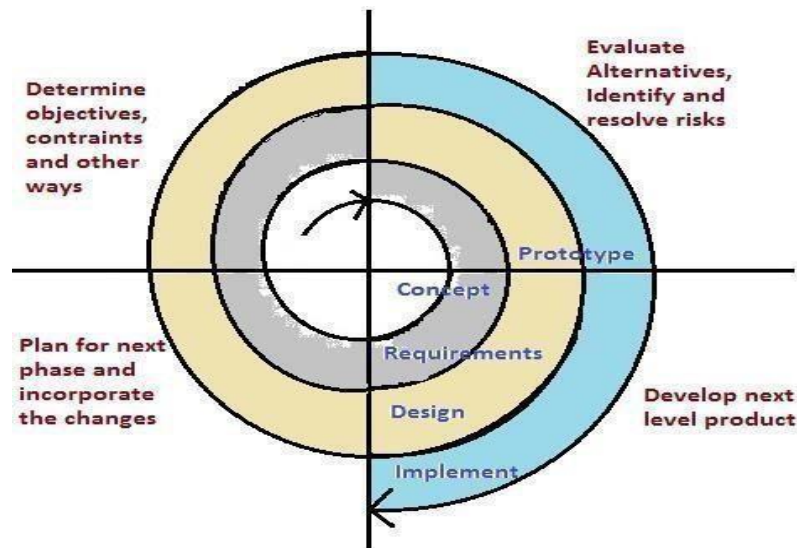 Determine
objectives,
contraints
and other
ways
Evaluate
Alternatives,
Identify and
resolve risks
Prototype
Concept
Requirements
Design
Implement
Plan for next
phase and
incorporate
the changes
Develop next
level product